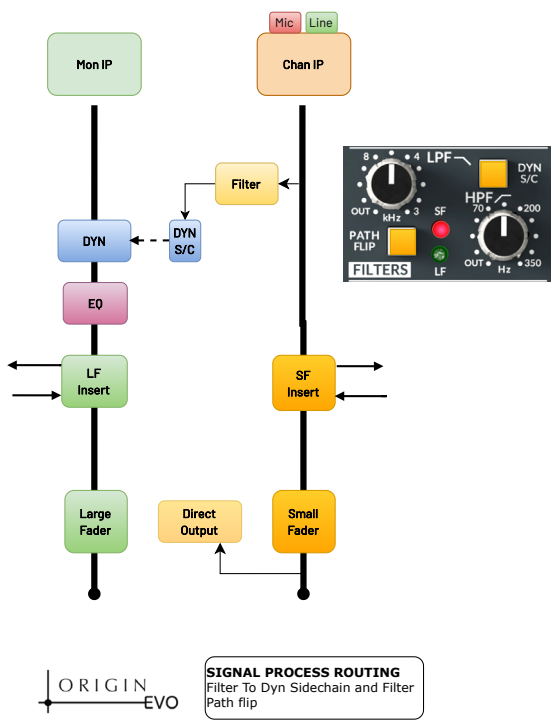 Mic
Line
Mon IP
Chan IP
Filter
DYN
DYN
S/C
EQ
LF
Insert
SF
Insert
Large
Fader
Direct
Output
Small
Fader
8
4
LPF
DYN
S/C
OUT
kHz
3
HPF
70
200
SF
PATH
FLIP
OUT
Hz
350
FILTERS
LF
ORIGIN
EVO
SIGNAL PROCESS ROUTING
Filter To Dyn Sidechain and Filter
Path flip